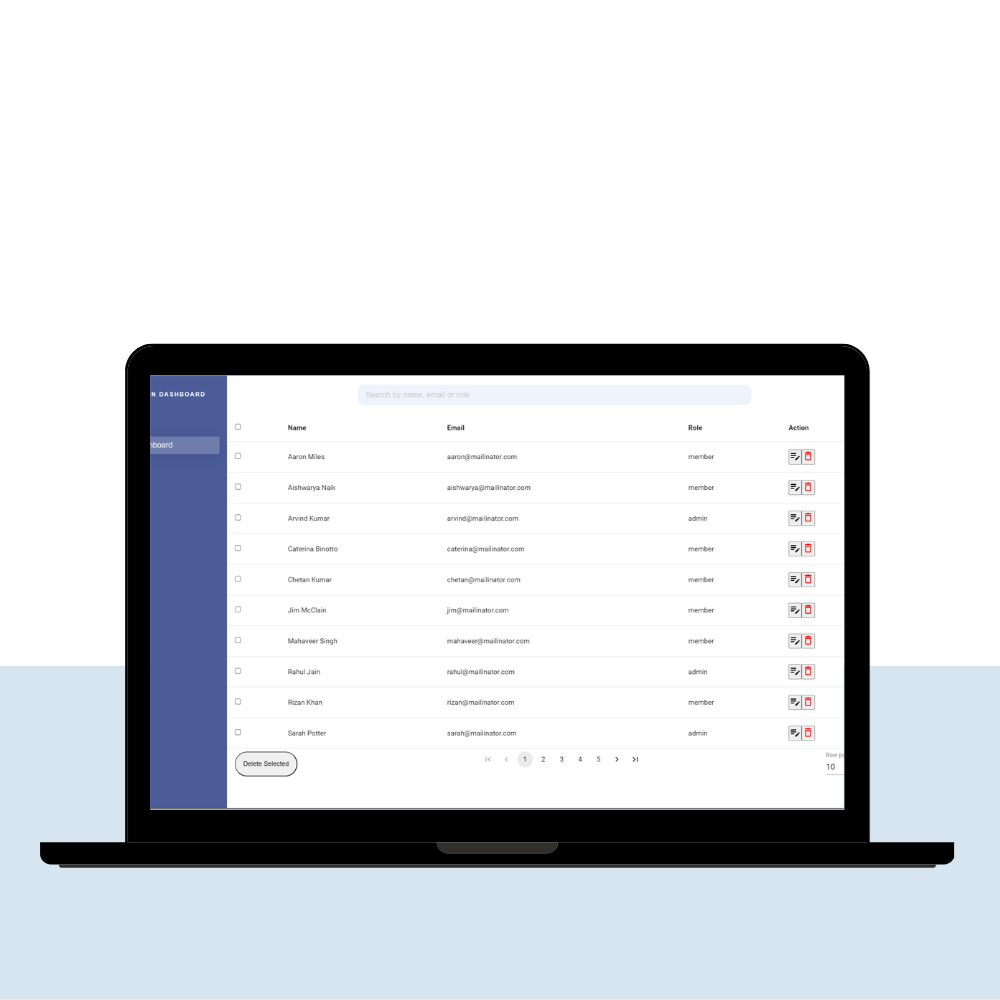 N DASHBOARD
board
Search by name, email or role
Name Email Role Action
Aaron Miles aaron@mailinator.com member
Aishwarya Naik aishwarya@mailinator.com member
Arvind Kumar arvind@mailinator.com admin
Caterina Binotto caterina@mailinator.com member
Chetan Kumar chetan@mailinator.com member
Jim McClain jim@mailinator.com member
Mahaveer Singh mahaveer@mailinator.com member
Rahul Jain rahul@mailinator.com admin
Rizan Khan rizan@mailinator.com member
Sarah Potter sarah@mailinator.com admin
Delete Selected 1 2 3 4 5 Row p
10